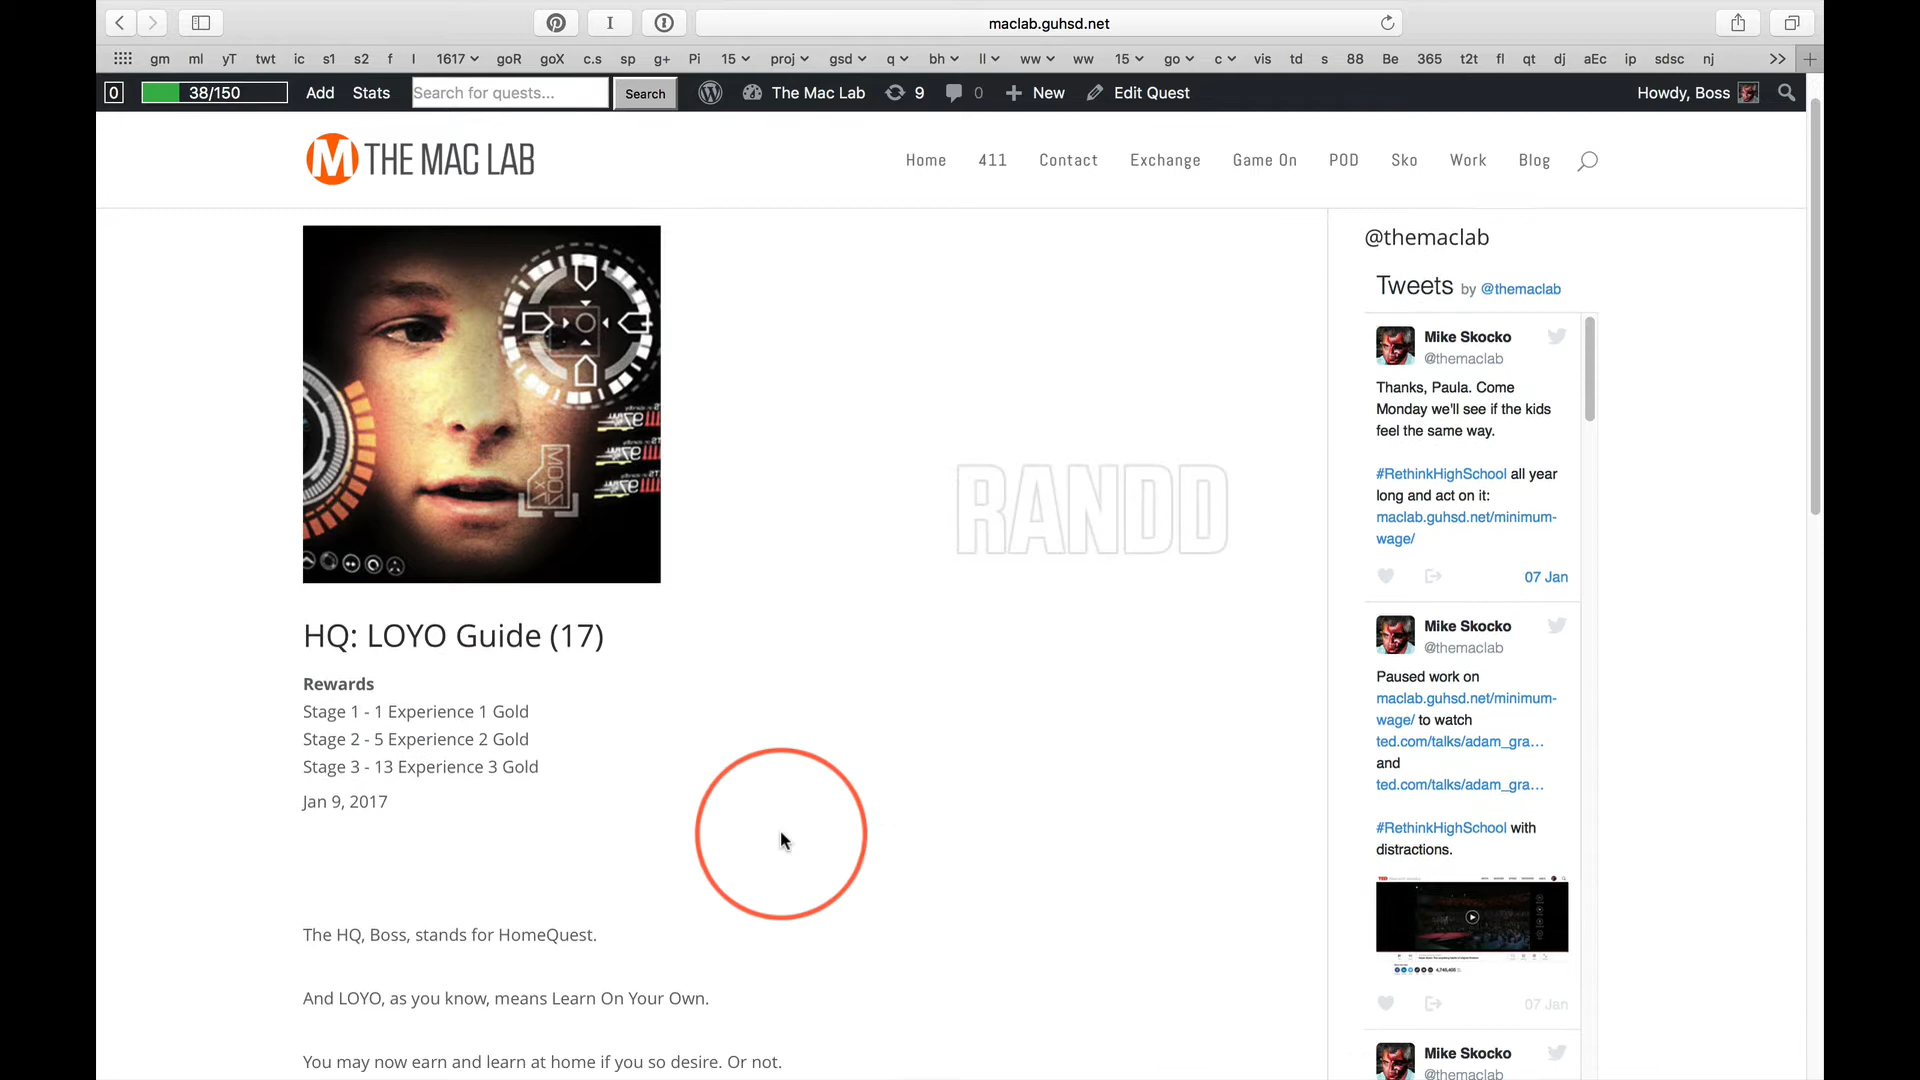 maclab.guhsd.net
gm ml yT twt ic s1 s2 f I 1617 goR goX c.s sp g+ Pi 15 proj gsd q bh ll ww ww 15 go c vis td s 88 Be 365 t2t fl qt dj aEc ip sdsc nj
0 38/150 Add Stats Search for quests... Search The Mac Lab 9 0 New Edit Quest Howdy, Boss
M THE MAC LAB
Home 411 Contact Exchange Game On POD Sko Work Blog
RANDD
HQ: LOYO Guide (17)
Rewards
Stage 1 - 1 Experience 1 Gold
Stage 2 - 5 Experience 2 Gold
Stage 3 - 13 Experience 3 Gold
Jan 9, 2017
The HQ, Boss, stands for HomeQuest.
And LOYO, as you know, means Learn On Your Own.
You may now earn and learn at home if you so desire. Or not.
@themaclab
Tweets by @themaclab
Mike Skocko
@themaclab
Thanks, Paula. Come
Monday we'll see if the kids
feel the same way.
#RethinkHighSchool all year
long and act on it:
maclab.guhsd.net/minimum-
wage/
07 Jan
Mike Skocko
@themaclab
Paused work on
maclab.guhsd.net/minimum-
wage/ to watch
ted.com/talks/adam_gra…
and
ted.com/talks/adam_gra…
#RethinkHighSchool with
distractions.
07 Jan
Mike Skocko
@themaclab